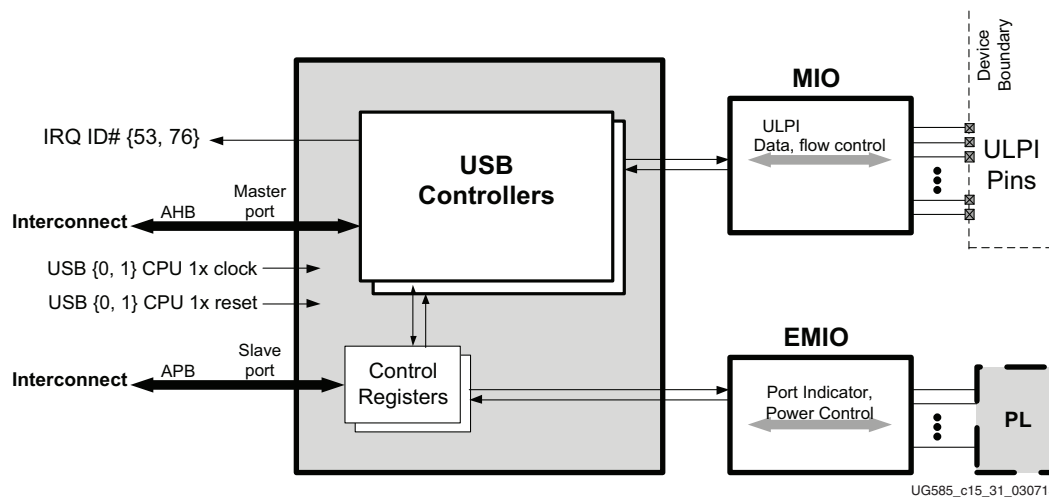 MIO
Device
Boundary
IRQ ID# {53, 76}
USB
Controllers
ULPI
Data, flow control
ULPI
Pins
Interconnect
AHB
Master
port
USB {0, 1} CPU 1x clock
USB {0, 1} CPU 1x reset
EMIO
Interconnect
APB
Slave
port
Control
Registers
Port Indicator,
Power Control
PL
UG585_c15_31_03071